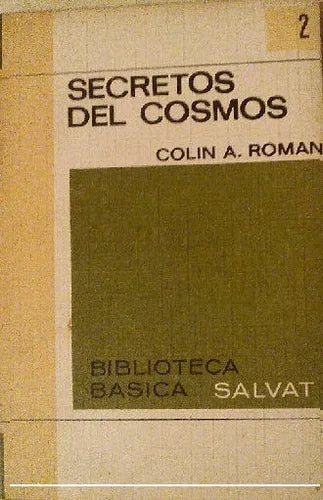 2
SECRETOS
DEL COSMOS
COLIN A. ROMAN
BIBLIOTECA
BASICA SALVAT